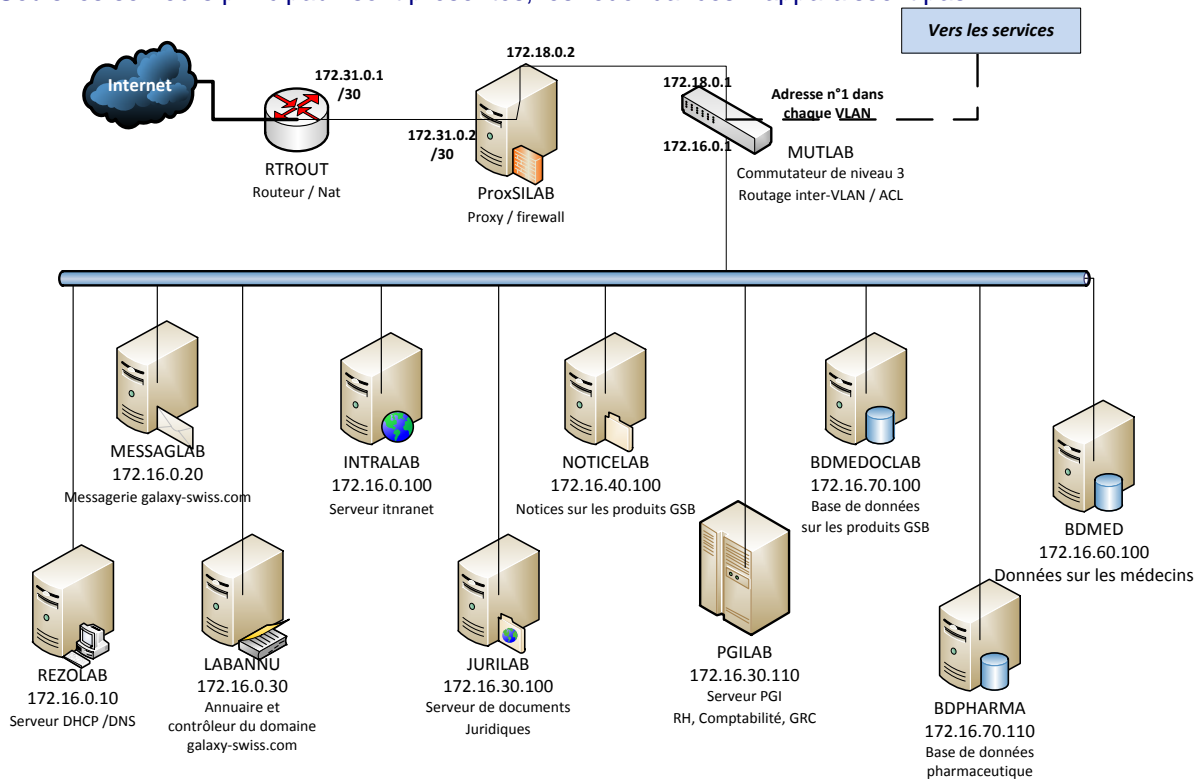 Vers les services
172.18.0.2
Internet
172.31.0.1
/30
172.18.0.1
Adresse n°1 dans
chaque VLAN
172.31.0.2
/30
172.16.0.1
RTROUT
Routeur / Nat
ProxSILAB
Proxy / firewall
MUTLAB
Commutateur de niveau 3
Routage inter-VLAN / ACL
MESSAGLAB
172.16.0.20
Messagerie galaxy-swiss.com
INTRALAB
172.16.0.100
Serveur itnranet
NOTICELAB
172.16.40.100
Notices sur les produits GSB
BDMEDOCLAB
172.16.70.100
Base de données
sur les produits GSB
BDMED
172.16.60.100
Données sur les médecins
REZOLAB
172.16.0.10
Serveur DHCP /DNS
LABANNU
172.16.0.30
Annuaire et
contrôleur du domaine
galaxy-swiss.com
JURILAB
172.16.30.100
Serveur de documents
Juridiques
PGILAB
172.16.30.110
Serveur PGI
RH, Comptabilité, GRC
BDPHARMA
172.16.70.110
Base de données
pharmaceutique